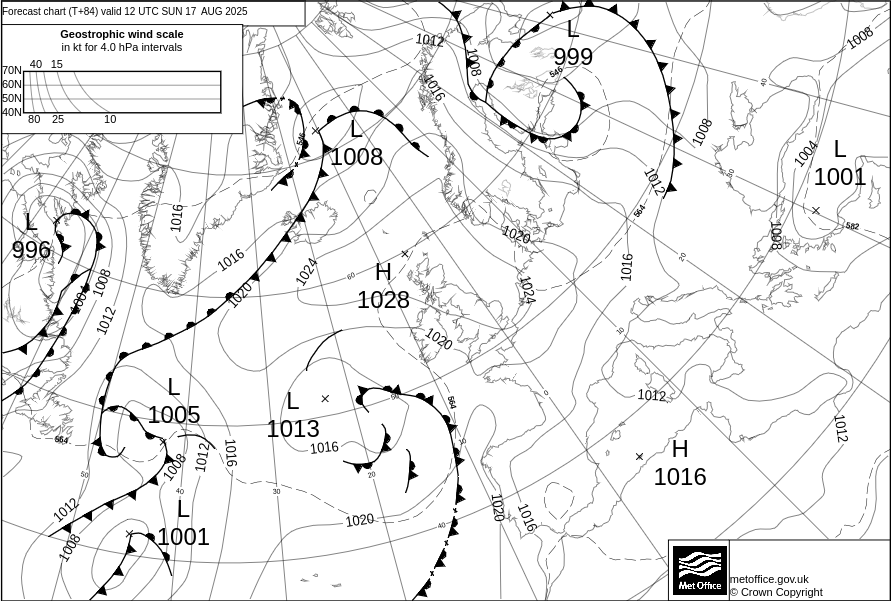 Forecast chart (T+84) valid 12 UTC SUN 17 AUG 2025
Geostrophic wind scale
in kt for 4.0 hPa intervals
40 15
70N
60N
50N
40N
80 25 10
L
999
546
1012
1008
1016
1008
40
L
1008
546
1008
1004
L
1001
30
1012
564
582
1008
L
996
1016
1020
1016
1024
1020
60
H
1028
1024
1016
20
1004
1008
1012
1020
10
L
1005
L
1013
60
564
0
1012
1012
564
1016
1012
1008
1016
0
20
H
1016
50
40
30
1012
L
1001
1008
1020
40
1020
1016
Met Office
metoffice.gov.uk
© Crown Copyright